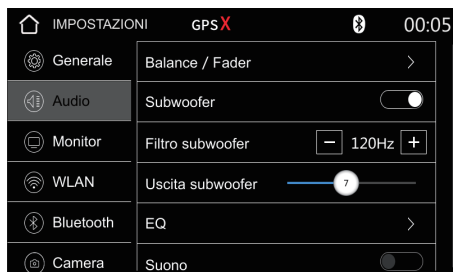 IMPOSTAZIONI GPS X 00:05
Generale
Audio
Monitor
WLAN
Bluetooth
Camera
Balance / Fader
Subwoofer
Filtro subwoofer − 120Hz +
Uscita subwoofer 7
EQ
Suono